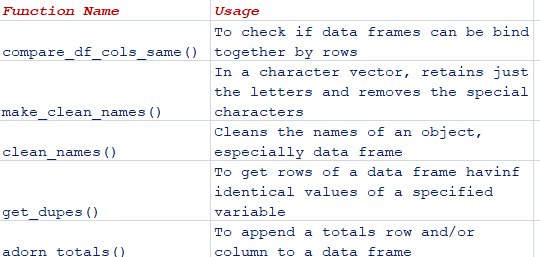 Function Name Usage
To check if data frames can be bind
compare_df_cols_same() together by rows
In a character vector, retains just
the letters and removes the special
make_clean_names() characters
Cleans the names of an object,
clean_names() especially data frame
To get rows of a data frame havinf
identical values of a specified
get_dupes() variable
To append a totals row and/or
adorn_totals() column to a data frame